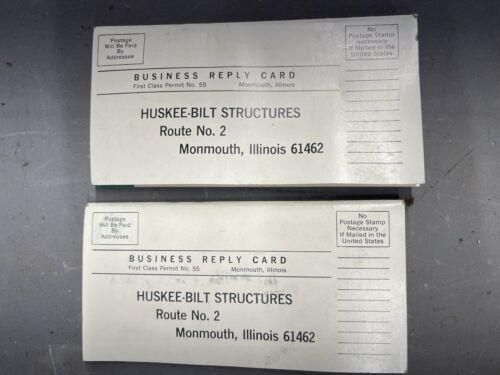 Postage
Will Be Paid
By
Addressee
No
Postage Stamp
Necessary
If Mailed in the
United States
BUSINESS REPLY CARD
First Class Permit No. 55 Monmouth, Illinois
HUSKEE-BILT STRUCTURES
Route No. 2
Monmouth, Illinois 61462
Postage
Will Be Paid
By
Addressee
No
Postage Stamp
Necessary
If Mailed in the
United States
BUSINESS REPLY CARD
First Class Permit No. 55 Monmouth, Illinois
HUSKEE-BILT STRUCTURES
Route No. 2
Monmouth, Illinois 61462